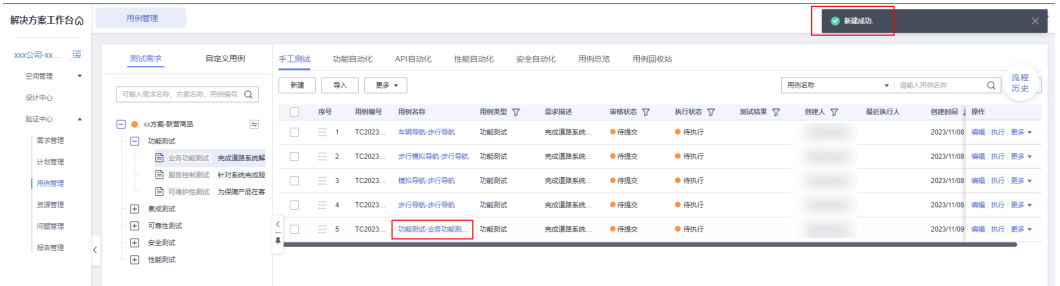 解决方案工作台
用例管理
新建成功.
xxx公司-xx...
空间管理
设计中心
验证中心
需求管理
计划管理
用例管理
资源管理
问题管理
报告管理
测试需求 自定义用例
可输入需求名称、方案名、用例编号
xx方案-联营商品
功能测试
业务功能测试 完成道路系统解
服务控制测试 针对系统完成服
可维护性测试 为保障产品在客
集成测试
可靠性测试
安全测试
性能测试
手工测试 功能自动化 API自动化 性能自动化 安全自动化 用例总览 用例回收站
新建 导入 更多 用例名称 请输入用例名称
流程
历史
序号 用例编号 用例名称 用例类型 需求描述 审核状态 执行状态 测试结果 创建人 最近执行人 创建时间 操作
1 TC2023... 车辆导航-步行导航 功能测试 完成道路系统... 待提交 待执行 2023/11/08 编辑 执行 更多
2 TC2023... 步行模拟导航-步行导航 功能测试 完成道路系统... 待提交 待执行 2023/11/08 编辑 执行 更多
3 TC2023... 模拟导航-步行导航 功能测试 完成道路系统... 待提交 待执行 2023/11/08 编辑 执行 更多
4 TC2023... 步行导航-步行导航 功能测试 完成道路系统... 待提交 待执行 2023/11/08 编辑 执行 更多
5 TC2023... 功能测试-业务功能测... 功能测试 完成道路系统... 待提交 待执行 2023/11/09 编辑 执行 更多